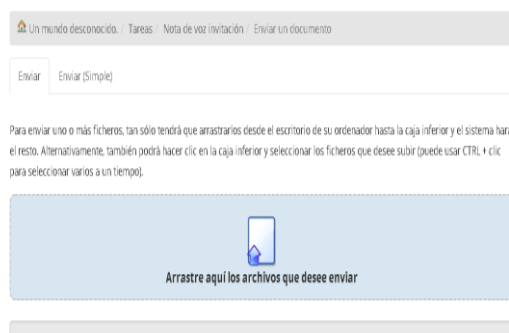 Un mundo desconocido. / Tareas / Nota de voz invitación / Enviar un documento
Enviar Enviar (Simple)
Para enviar uno o más ficheros, tan sólo tendrá que arrastrarlos desde el escritorio de su ordenador hasta la caja inferior y el sistema hará
el resto. Alternativamente, también podrá hacer clic en la caja inferior y seleccionar los ficheros que desee subir (puede usar CTRL + clic
para seleccionar varios a un tiempo).
Arrastre aquí los archivos que desee enviar